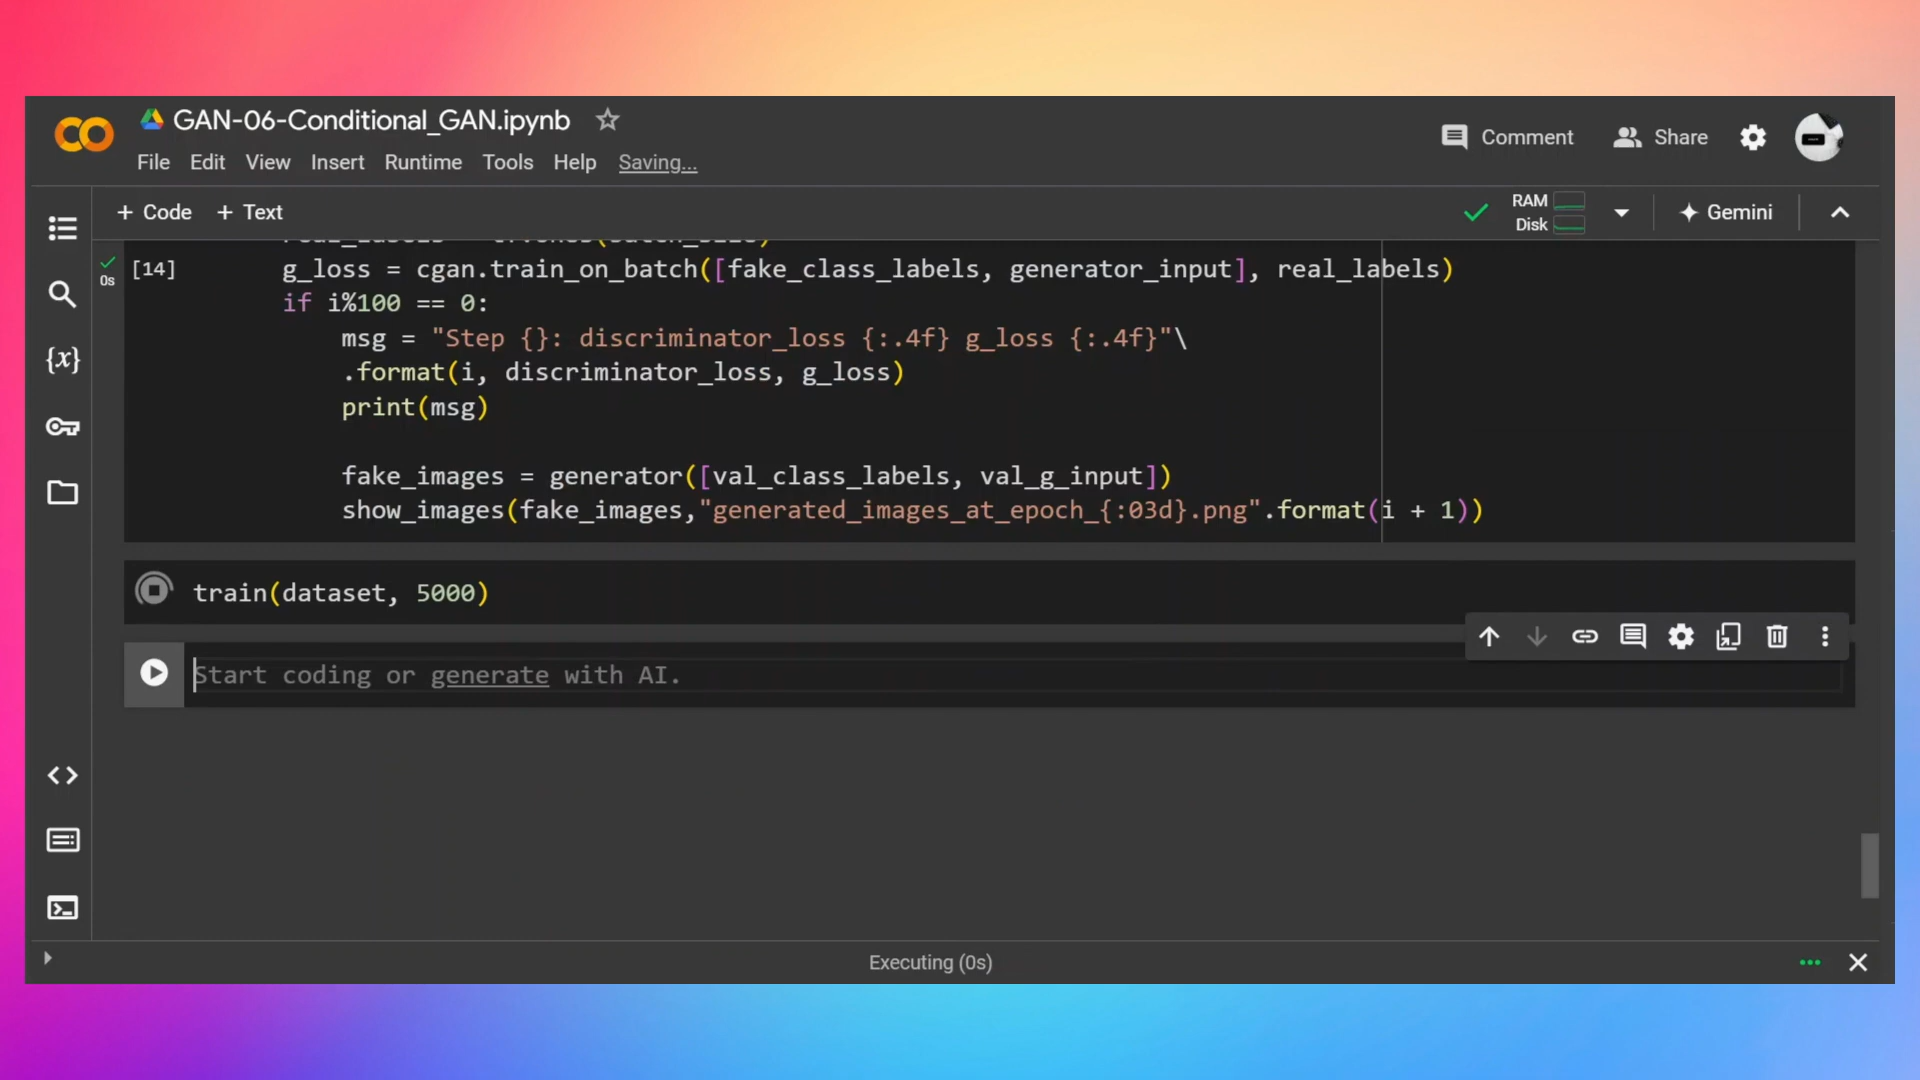 GAN-06-Conditional_GAN.ipynb
File Edit View Insert Runtime Tools Help Saving...
Comment Share
+ Code + Text
RAM
Disk
Gemini
0s
[14]
g_loss = cgan.train_on_batch([fake_class_labels, generator_input], real_labels)
if i%100 == 0:
msg = "Step {}: discriminator_loss {:.4f} g_loss {:.4f}"\
.format(i, discriminator_loss, g_loss)
print(msg)
fake_images = generator([val_class_labels, val_g_input])
show_images(fake_images,"generated_images_at_epoch_{:03d}.png".format(i + 1))
train(dataset, 5000)
Start coding or generate with AI.
Executing (0s)